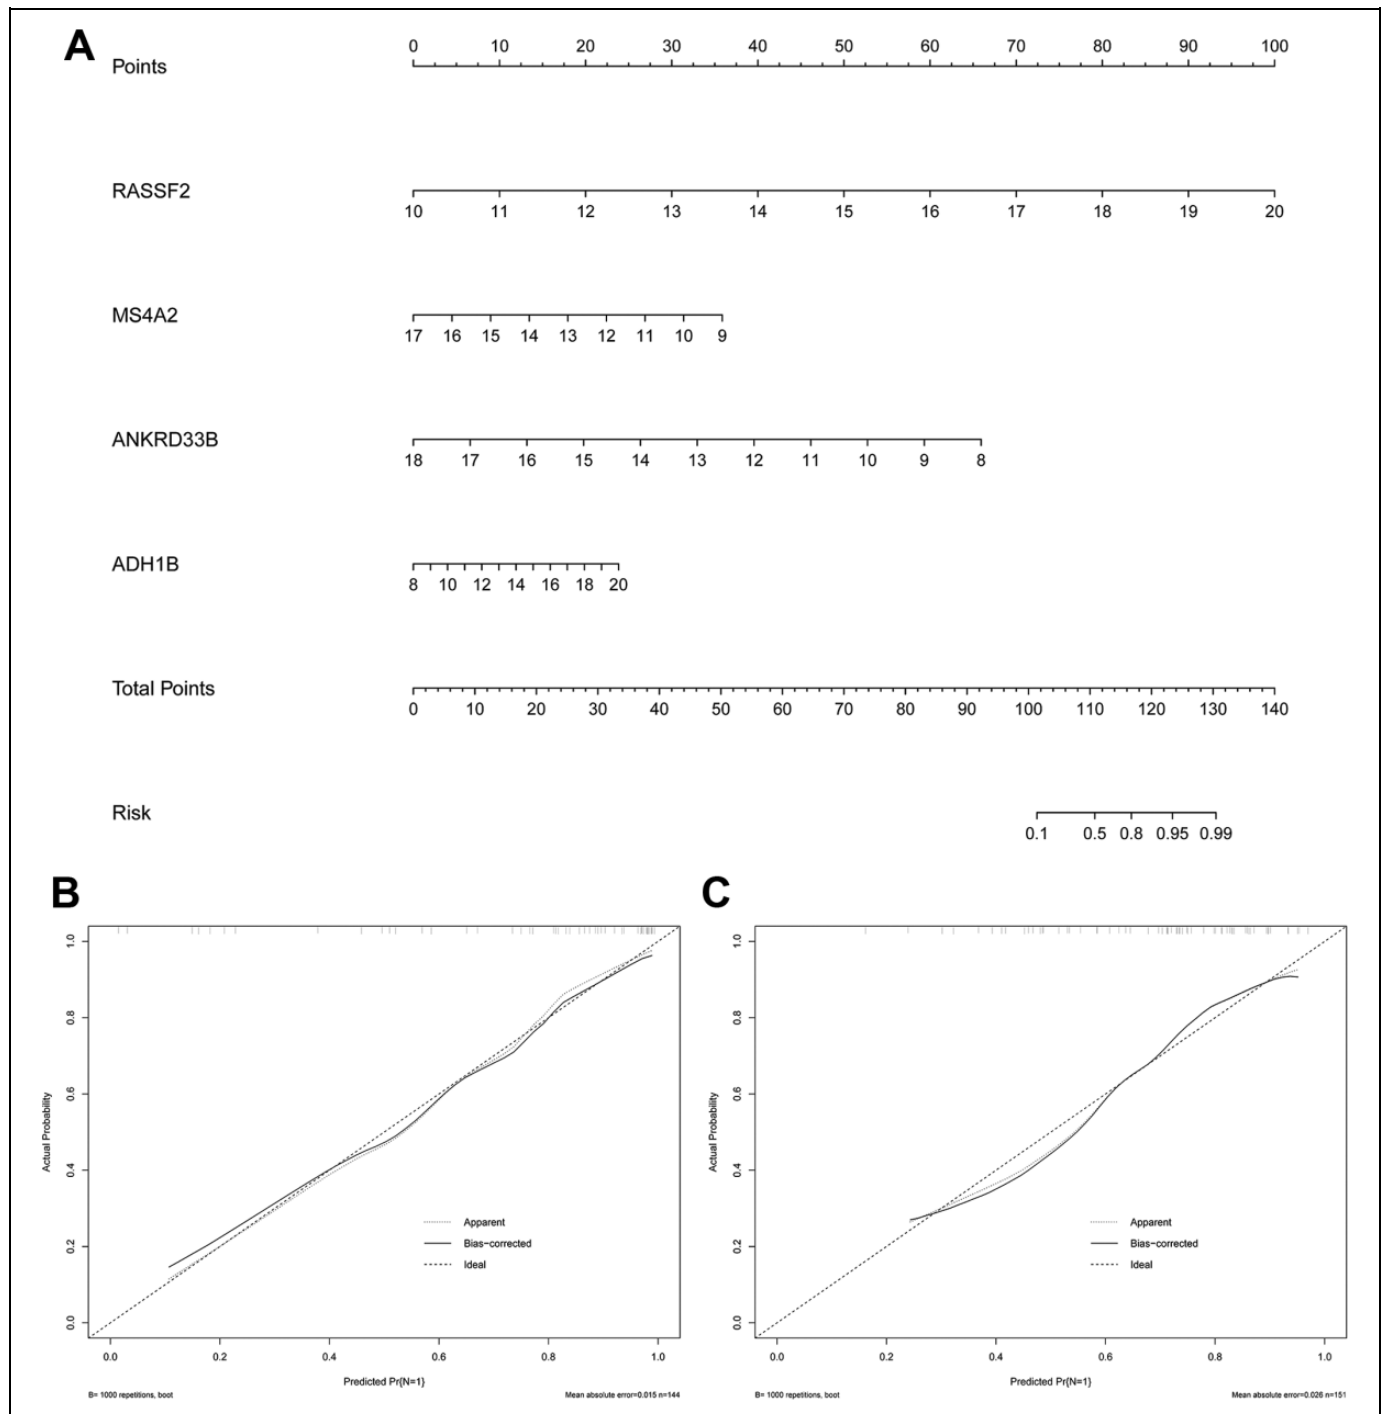 A
Points
0 10 20 30 40 50 60 70 80 90 100
RASSF2
10 11 12 13 14 15 16 17 18 19 20
MS4A2
17 16 15 14 13 12 11 10 9
ANKRD33B
18 17 16 15 14 13 12 11 10 9 8
ADH1B
8 10 12 14 16 18 20
Total Points
0 10 20 30 40 50 60 70 80 90 100 110 120 130 140
Risk
0.1 0.5 0.8 0.95 0.99
B
Actual Probability
1.0
0.8
0.6
0.4
0.2
0.0
Apparent
Bias-corrected
Ideal
0.0 0.2 0.4 0.6 0.8 1.0
Predicted Pr{N=1}
B= 1000 repetitions, boot
Mean absolute error=0.015 n=144
C
Actual Probability
1.0
0.8
0.6
0.4
0.2
0.0
Apparent
Bias-corrected
Ideal
0.0 0.2 0.4 0.6 0.8 1.0
Predicted Pr{N=1}
B= 1000 repetitions, boot
Mean absolute error=0.026 n=151